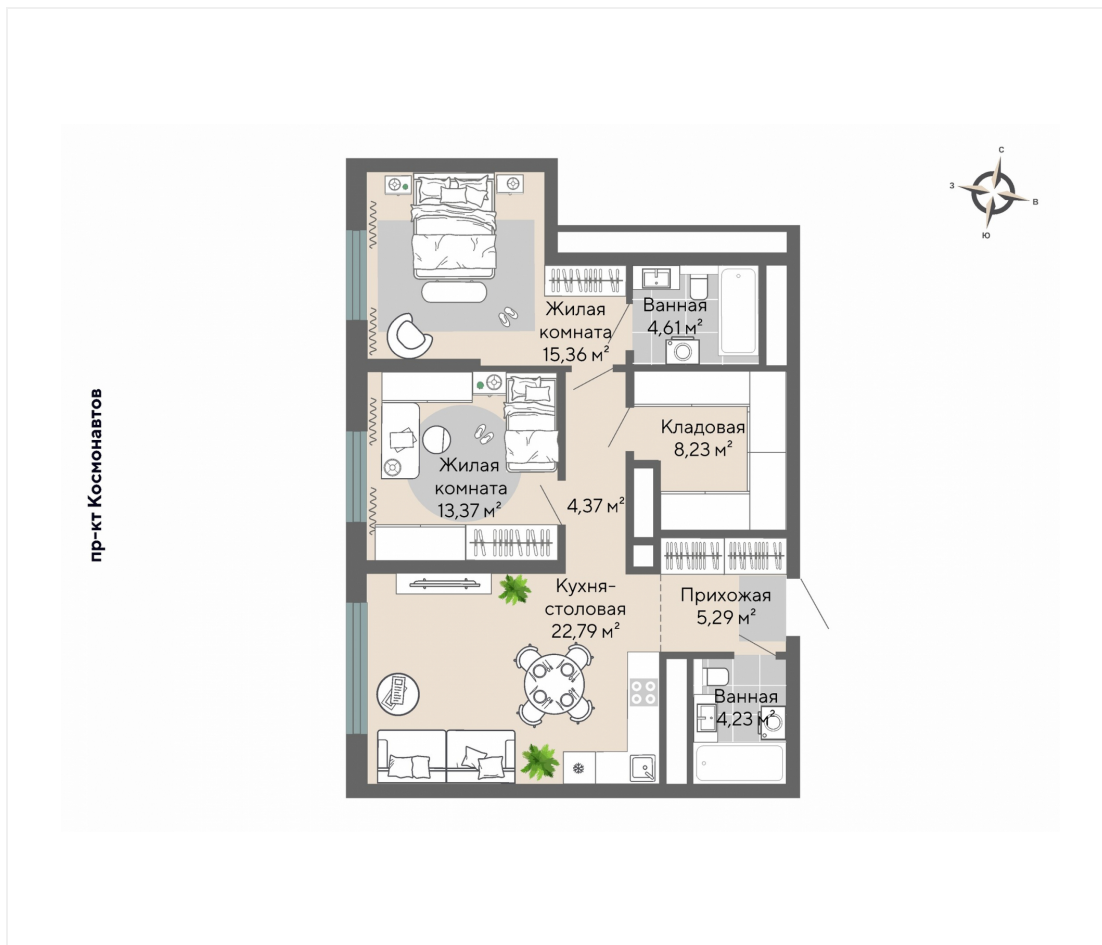 С
З
В
Ю
Жилая
комната
15,36 м²
Ванная
4,61 м²
Кладовая
8,23 м²
Жилая
комната
13,37 м²
4,37 м²
пр-кт Космонавтов
Кухня-
столовая
22,79 м²
Прихожая
5,29 м²
Ванная
4,23 м²